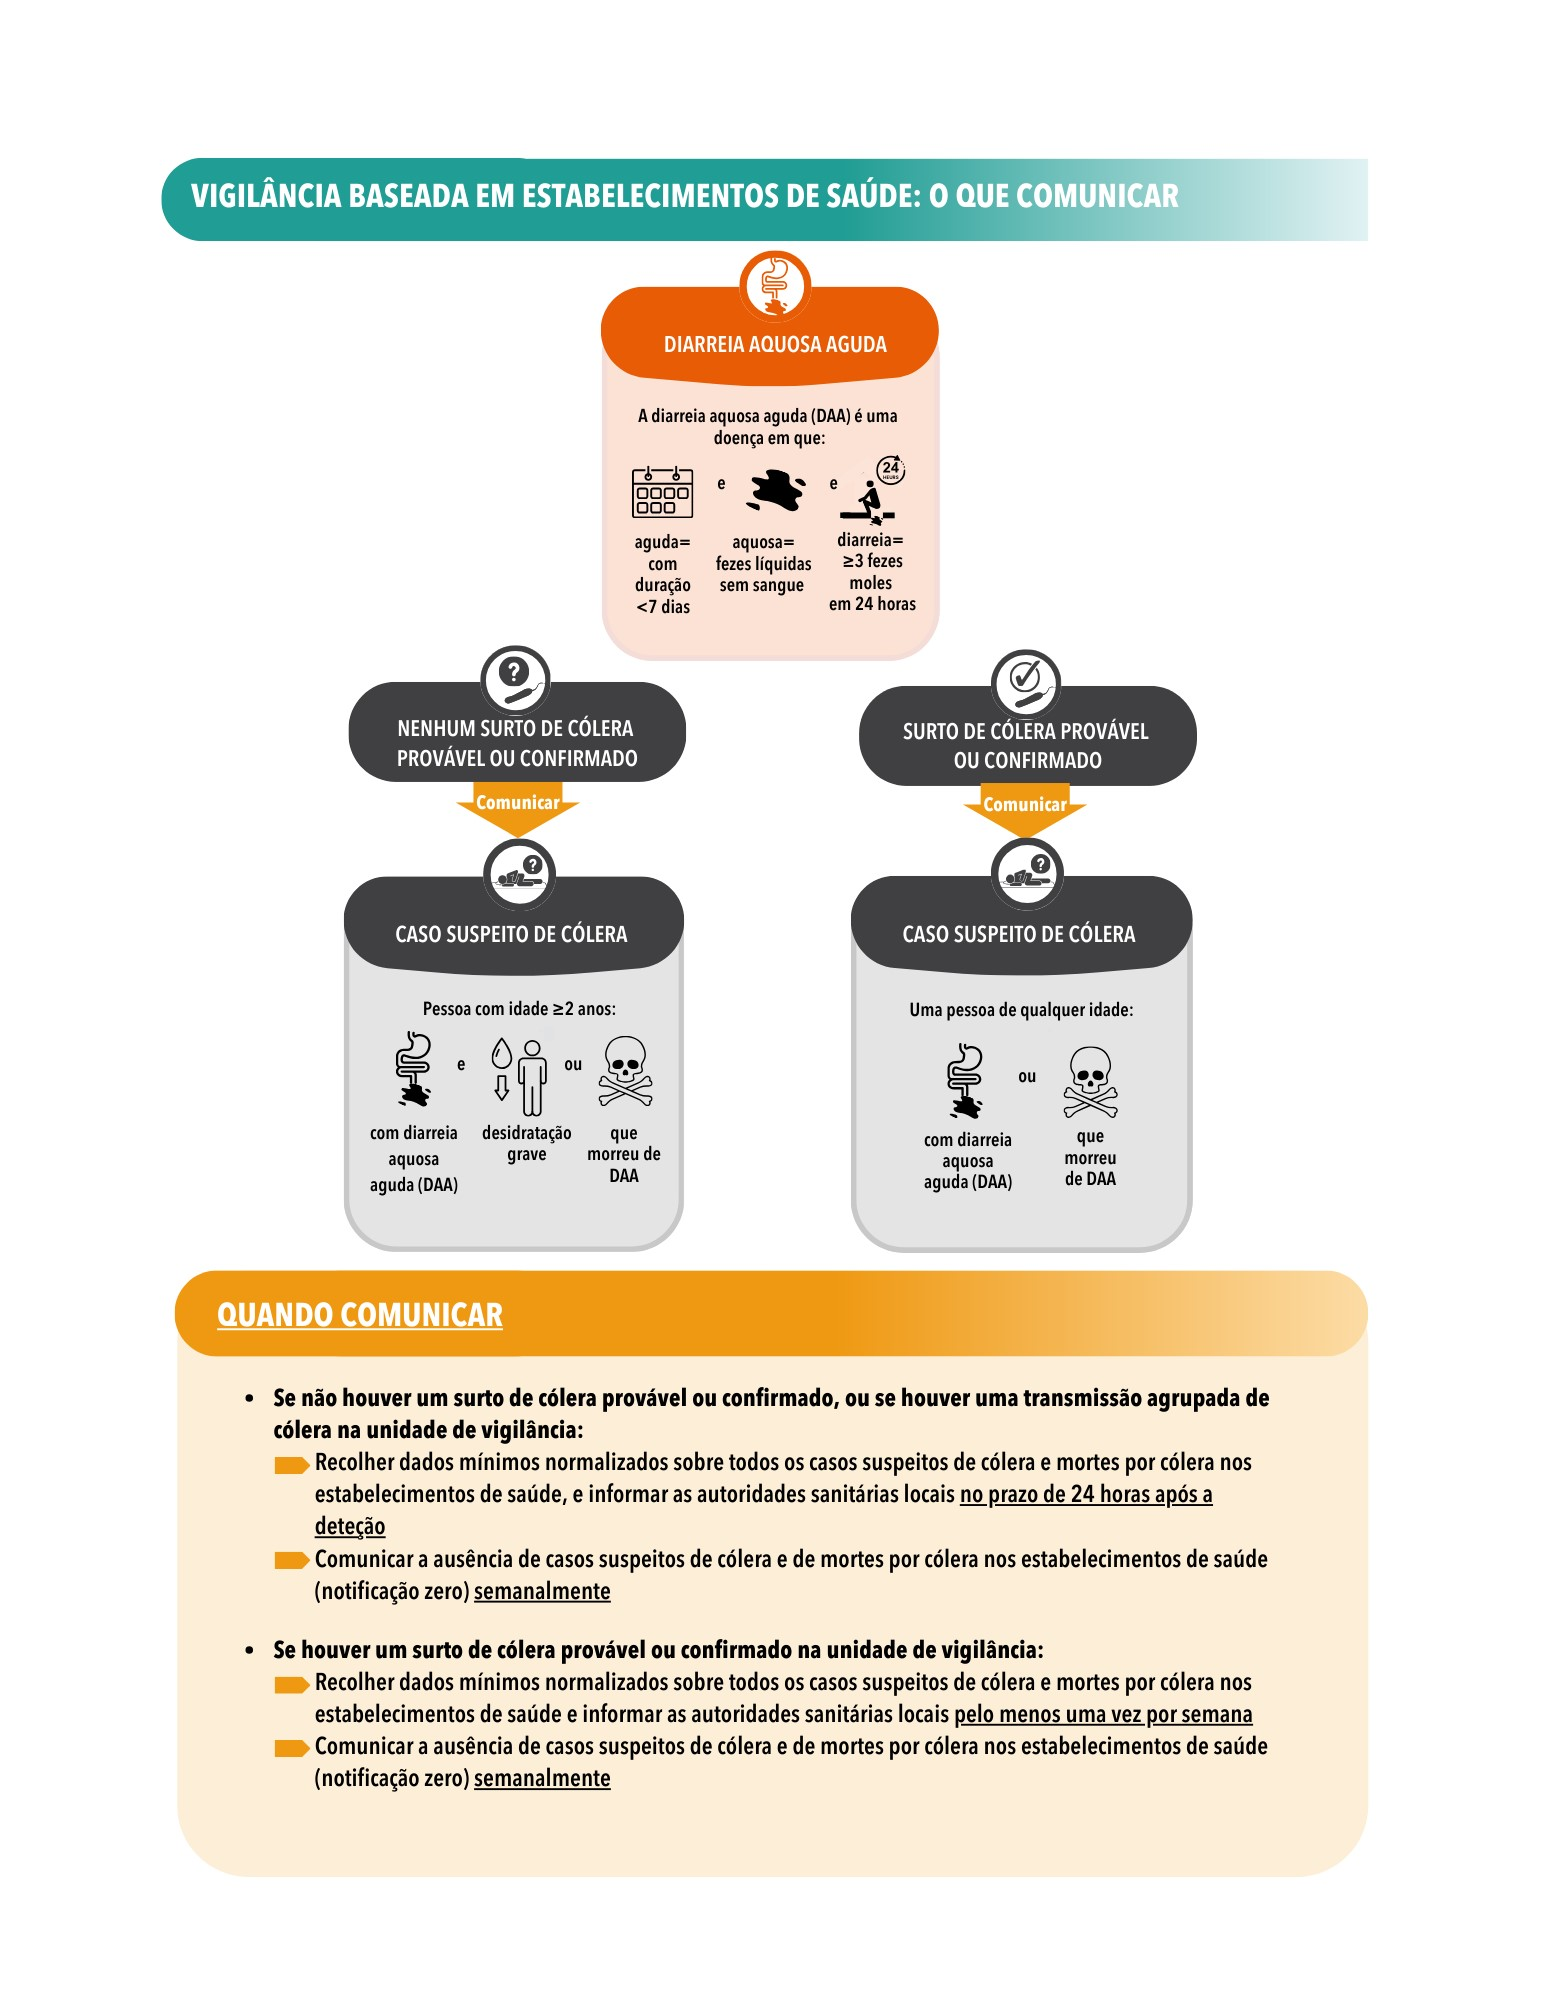 VIGILÂNCIA BASEADA EM ESTABELECIMENTOS DE SAÚDE: O QUE COMUNICAR
DIARREIA AQUOSA AGUDA
A diarreia aquosa aguda (DAA) é uma
doença em que:
e
e
24
HEURS
aguda=
com
duração
<7 dias
aquosa=
fezes líquidas
sem sangue
diarreia=
≥3 fezes
moles
em 24 horas
?
NENHUM SURTO DE CÓLERA
PROVÁVEL OU CONFIRMADO
Comunicar
?
CASO SUSPEITO DE CÓLERA
Pessoa com idade ≥2 anos:
e
ou
com diarreia
aquosa
aguda (DAA)
desidratação
grave
que
morreu de
DAA
SURTO DE CÓLERA PROVÁVEL
OU CONFIRMADO
Comunicar
?
CASO SUSPEITO DE CÓLERA
Uma pessoa de qualquer idade:
ou
com diarreia
aquosa
aguda (DAA)
que
morreu
de DAA
QUANDO COMUNICAR
• Se não houver um surto de cólera provável ou confirmado, ou se houver uma transmissão agrupada de
cólera na unidade de vigilância:
Recolher dados mínimos normalizados sobre todos os casos suspeitos de cólera e mortes por cólera nos
estabelecimentos de saúde, e informar as autoridades sanitárias locais no prazo de 24 horas após a
deteção
Comunicar a ausência de casos suspeitos de cólera e de mortes por cólera nos estabelecimentos de saúde
(notificação zero) semanalmente
• Se houver um surto de cólera provável ou confirmado na unidade de vigilância:
Recolher dados mínimos normalizados sobre todos os casos suspeitos de cólera e mortes por cólera nos
estabelecimentos de saúde e informar as autoridades sanitárias locais pelo menos uma vez por semana
Comunicar a ausência de casos suspeitos de cólera e de mortes por cólera nos estabelecimentos de saúde
(notificação zero) semanalmente